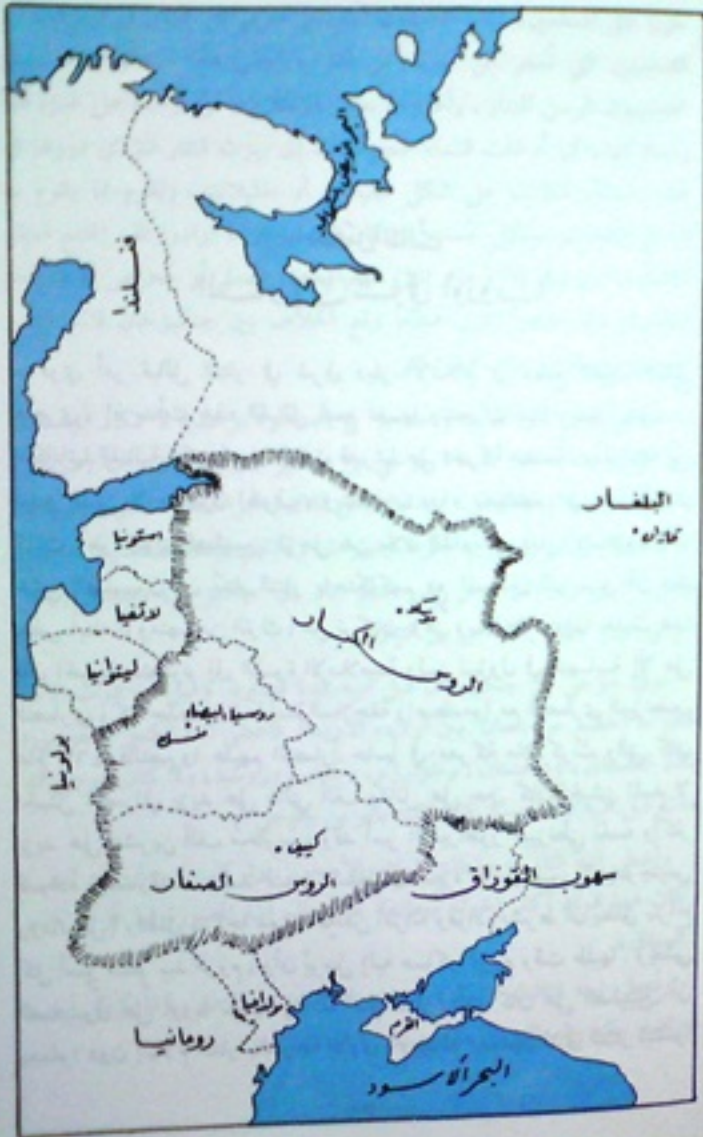 فنلندا
البلغار
قازان
استونيا
لاتفيا
ليتوانيا
بولونيا
الروس الكبار
روسيا البيضاء
منسك
كييف
الروس الصغار
سهوب القوزاق
رومانيا
القرم
البحر الأسود